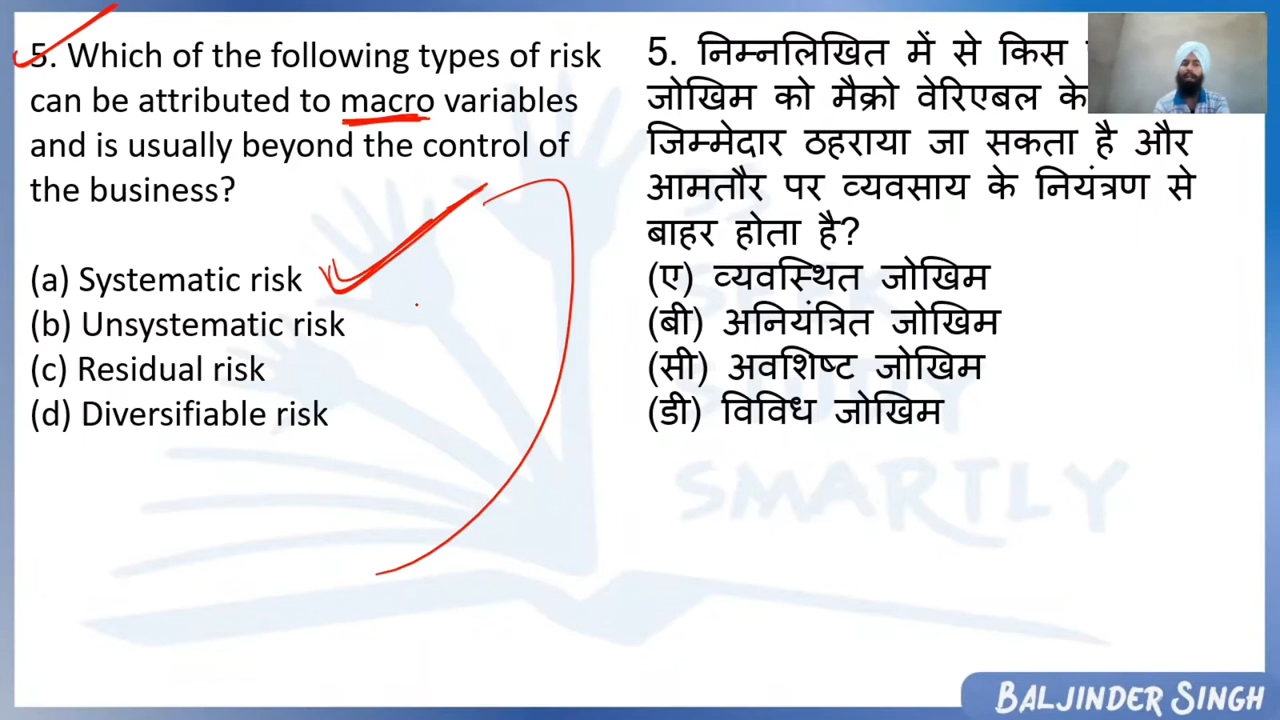 5. Which of the following types of risk
can be attributed to macro variables
and is usually beyond the control of
the business?
(a) Systematic risk
(b) Unsystematic risk
(c) Residual risk
(d) Diversifiable risk
5. निम्नलिखित में से किस
जोखिम को मैक्रो वेरिएबल के
जिम्मेदार ठहराया जा सकता है और
आमतौर पर व्यवसाय के नियंत्रण से
बाहर होता है?
(ए) व्यवस्थित जोखिम
(बी) अनियंत्रित जोखिम
(सी) अवशिष्ट जोखिम
(डी) विविध जोखिम
SMARTLY
BALJINDER SINGH